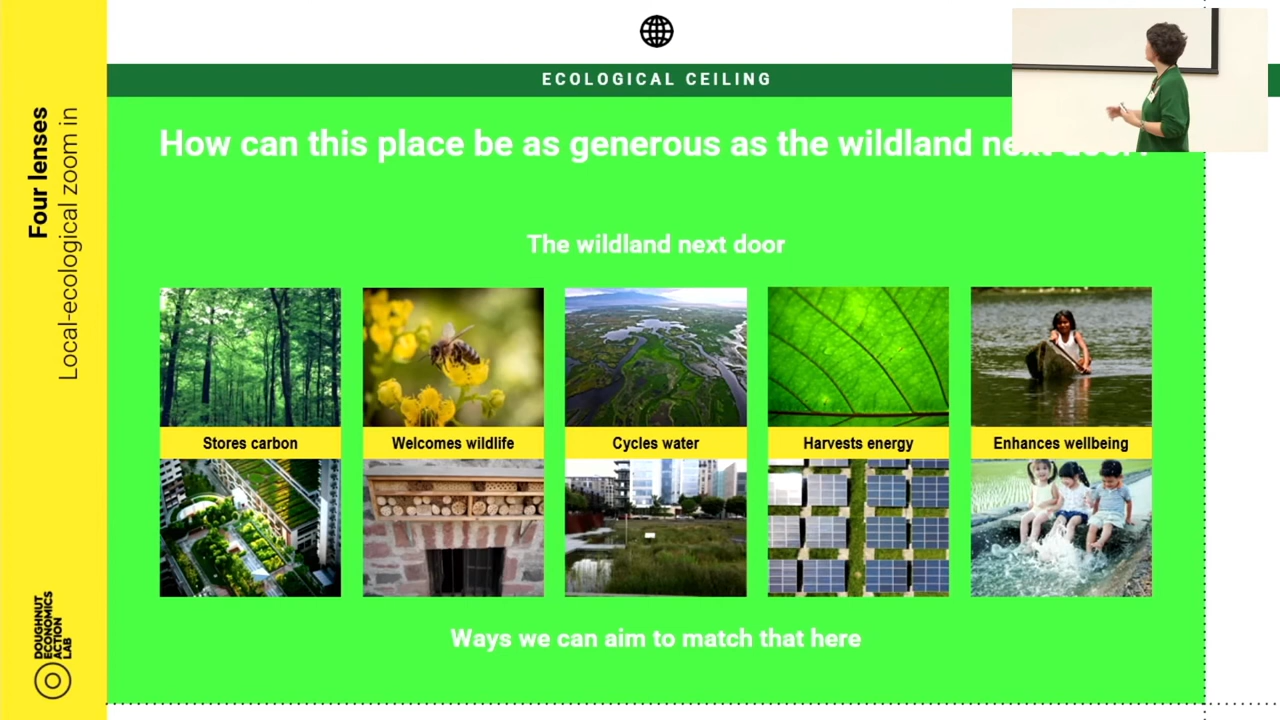 ECOLOGICAL CEILING
How can this place be as generous as the wildland
The wildland next door
Stores carbon
Welcomes wildlife
Cycles water
Harvests energy
Enhances wellbeing
Ways we can aim to match that here
Four lenses
Local-ecological zoom in
DOUGHNUT
ECONOMICS
ACTION
LAB